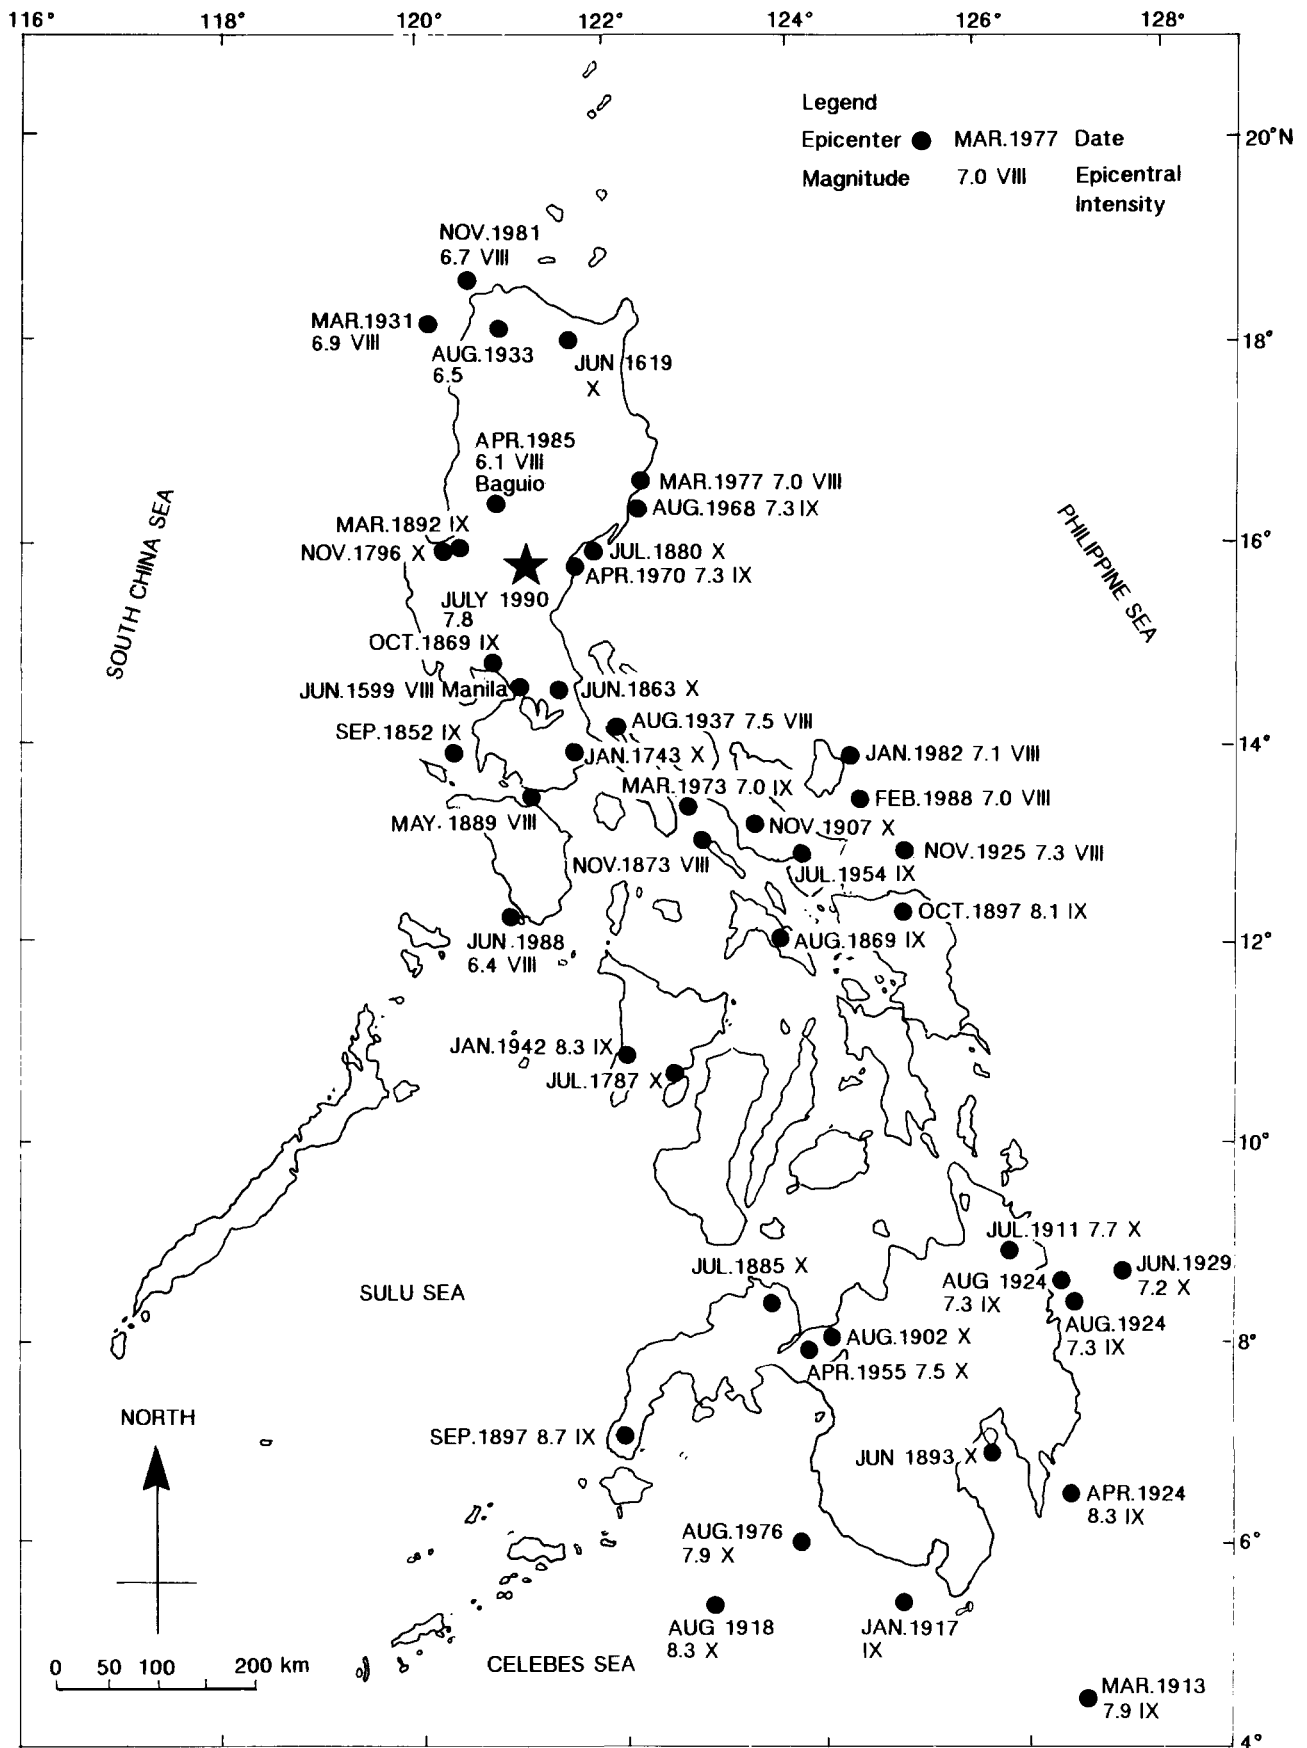 116° 118° 120° 122° 124° 126° 128°
Legend
Epicenter MAR.1977 Date
20°N
Magnitude 7.0 VIII Epicentral
Intensity
NOV.1981
6.7 VIII
MAR.1931
6.9 VIII
AUG.1933
6.5
JUN 1619
X
18°
APR.1985
6.1 VIII
Baguio
MAR.1977 7.0 VIII
AUG.1968 7.3 IX
MAR.1892 IX
NOV.1796 X
JUL.1880 X
16°
APR.1970 7.3 IX
JULY 1990
7.8
SOUTH CHINA SEA
PHILIPPINE SEA
OCT.1869 IX
JUN.1599 VIII Manila
JUN.1863 X
AUG.1937 7.5 VIII
SEP.1852 IX
14°
JAN.1743 X
JAN.1982 7.1 VIII
MAR.1973 7.0 IX
FEB.1988 7.0 VIII
MAY.1889 VIII
NOV.1907 X
NOV.1925 7.3 VIII
NOV.1873 VIII
JUL.1954 IX
OCT.1897 8.1 IX
JUN.1988
6.4 VIII
AUG.1869 IX
12°
JAN.1942 8.3 IX
JUL.1787 X
10°
JUL.1911 7.7 X
JUL.1885 X
JUN.1929
7.2 X
AUG 1924
7.3 IX
SULU SEA
AUG.1924
7.3 IX
AUG.1902 X
8°
APR.1955 7.5 X
NORTH
SEP.1897 8.7 IX
JUN 1893 X
APR.1924
8.3 IX
AUG.1976
7.9 X
6°
AUG 1918
8.3 X
JAN.1917
IX
CELEBES SEA
0 50 100 200 km
MAR.1913
7.9 IX
4°